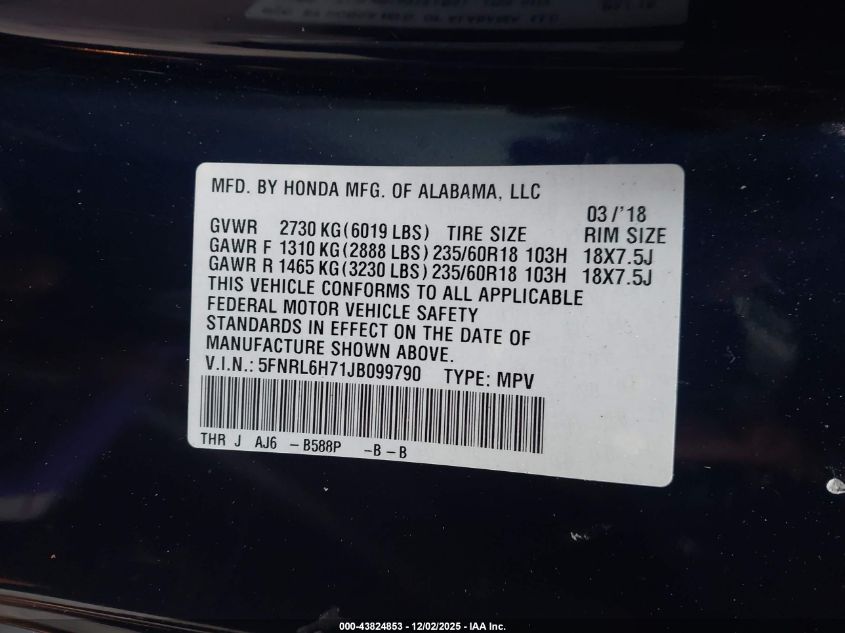 MFD. BY HONDA MFG. OF ALABAMA, LLC
03/'18
GVWR 2730 KG(6019 LBS) TIRE SIZE RIM SIZE
GAWR F 1310 KG(2888 LBS) 235/60R18 103H 18X7.5J
GAWR R 1465 KG(3230 LBS) 235/60R18 103H 18X7.5J
THIS VEHICLE CONFORMS TO ALL APPLICABLE
FEDERAL MOTOR VEHICLE SAFETY
STANDARDS IN EFFECT ON THE DATE OF
MANUFACTURE SHOWN ABOVE.
V.I.N.: 5FNRL6H71JB099790 TYPE: MPV
THR J AJ6 -B588P -B-B
000-43824853 - 12/02/2025 - IAA Inc.